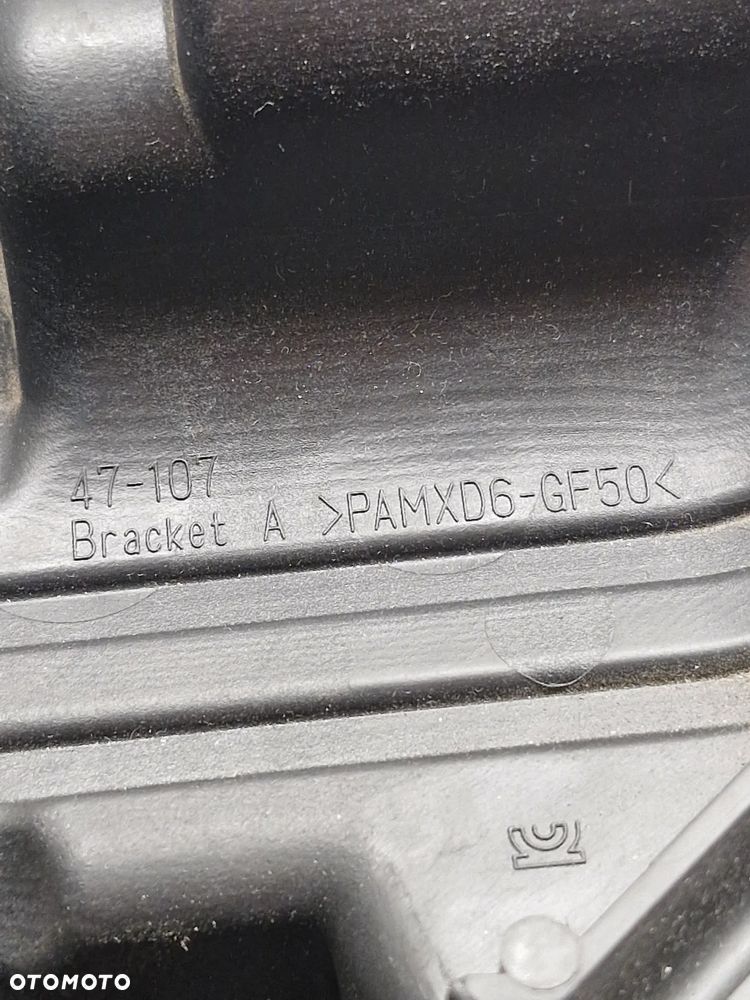 47-107
Bracket A >PAMXD6-GF50<
OTOMOTO